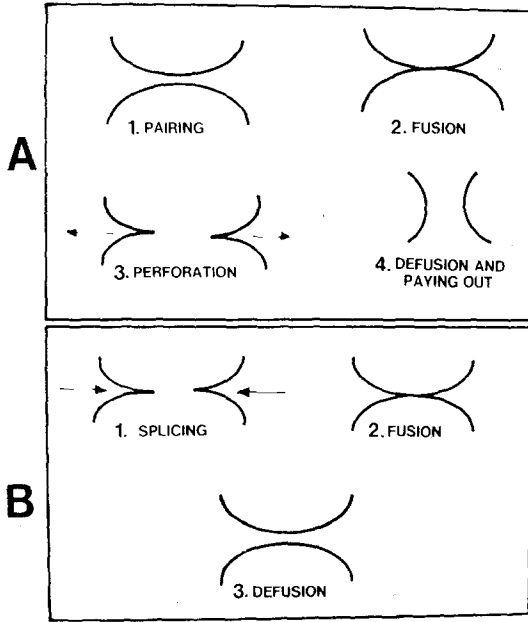 A
1. PAIRING
2. FUSION
3. PERFORATION
4. DEFUSION AND
PAYING OUT
B
1. SPLICING
2. FUSION
3. DEFUSION